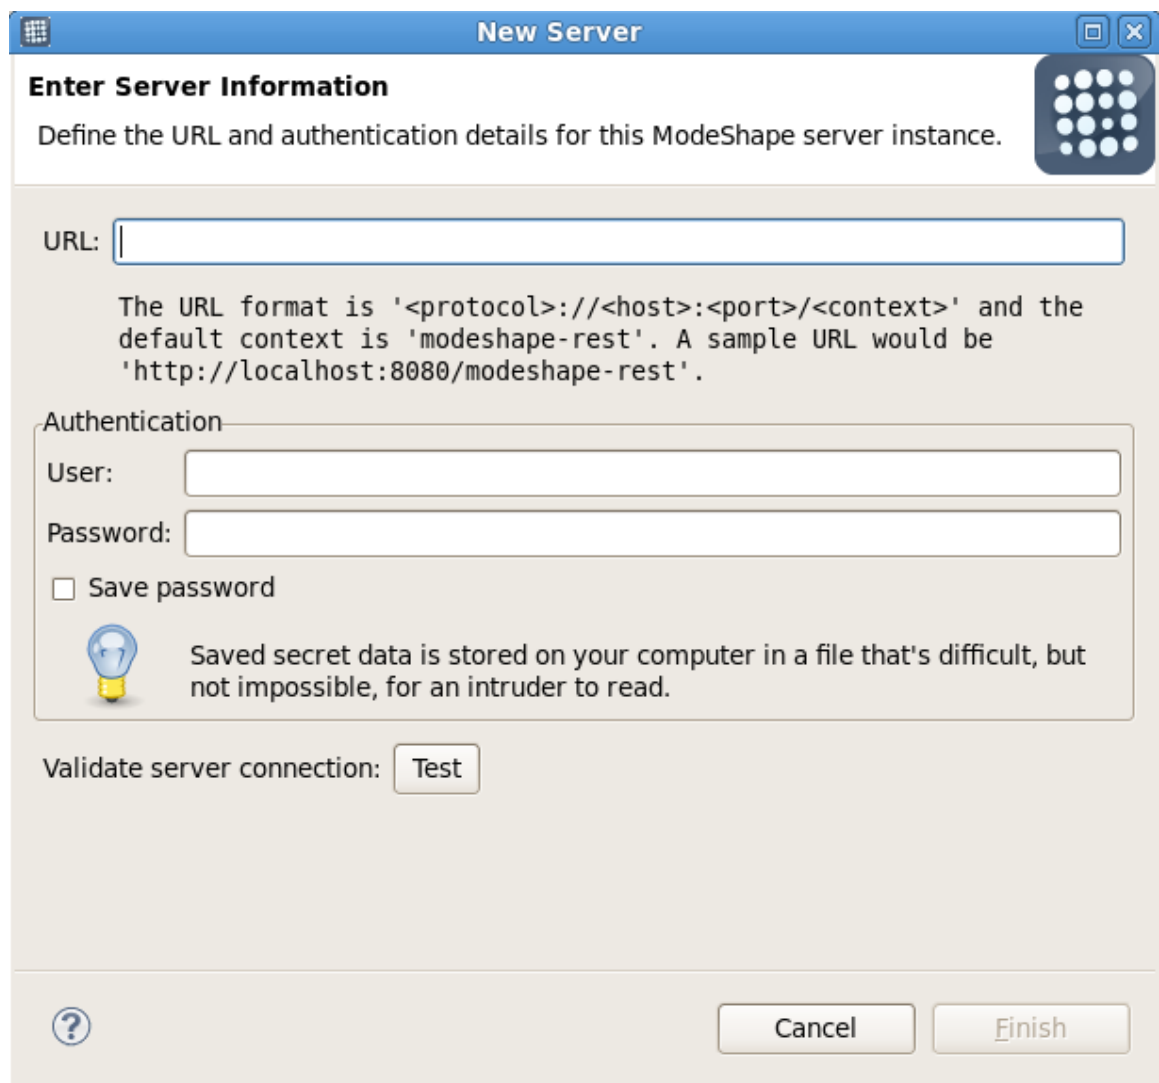 New Server
Enter Server Information
Define the URL and authentication details for this ModeShape server instance.
URL:
The URL format is '<protocol>://<host>:<port>/<context>' and the
default context is 'modeshape-rest'. A sample URL would be
'http://localhost:8080/modeshape-rest'.
Authentication
User:
Password:
Save password
Saved secret data is stored on your computer in a file that's difficult, but
not impossible, for an intruder to read.
Validate server connection: Test
? Cancel Finish